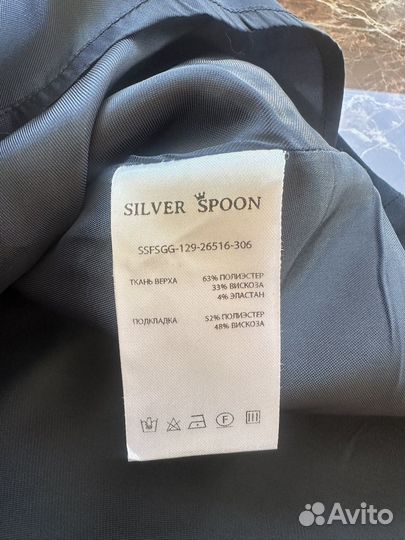 SILVER SPOON
SSFSGG-129-26516-306
ТКАНЬ ВЕРХА 63% ПОЛИЭСТЕР
33% ВИСКОЗА
4% ЭЛАСТАН
ПОДКЛАДКА 52% ПОЛИЭСТЕР
48% ВИСКОЗА
F
Avito